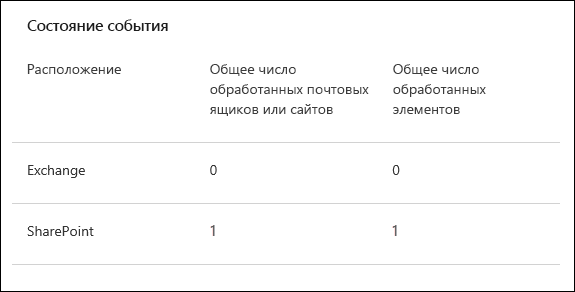 Состояние события
Расположение
Общее число
обработанных почтовых
ящиков или сайтов
Общее число
обработанных
элементов
Exchange 0 0
SharePoint 1 1